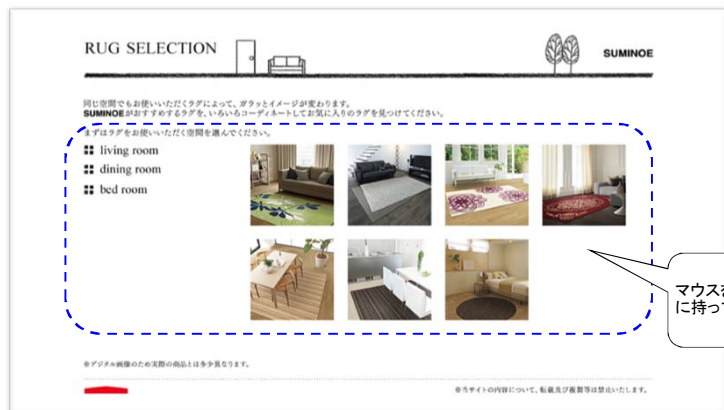 RUG SELECTION
SUMINOE
同じ空間でもお使いいただくラグによって、ガラッとイメージが変わります。
SUMINOEがおすすめするラグを、いろいろコーディネートしてお気に入りのラグを見つけてください。
まずはラグをお使いいただく空間を選んでください。
living room
dining room
bed room
マウスを
に持って
※デジタル画像のため実際の商品とは多少異なります。
※当サイトの内容について、転載及び複製等は禁止いたします。